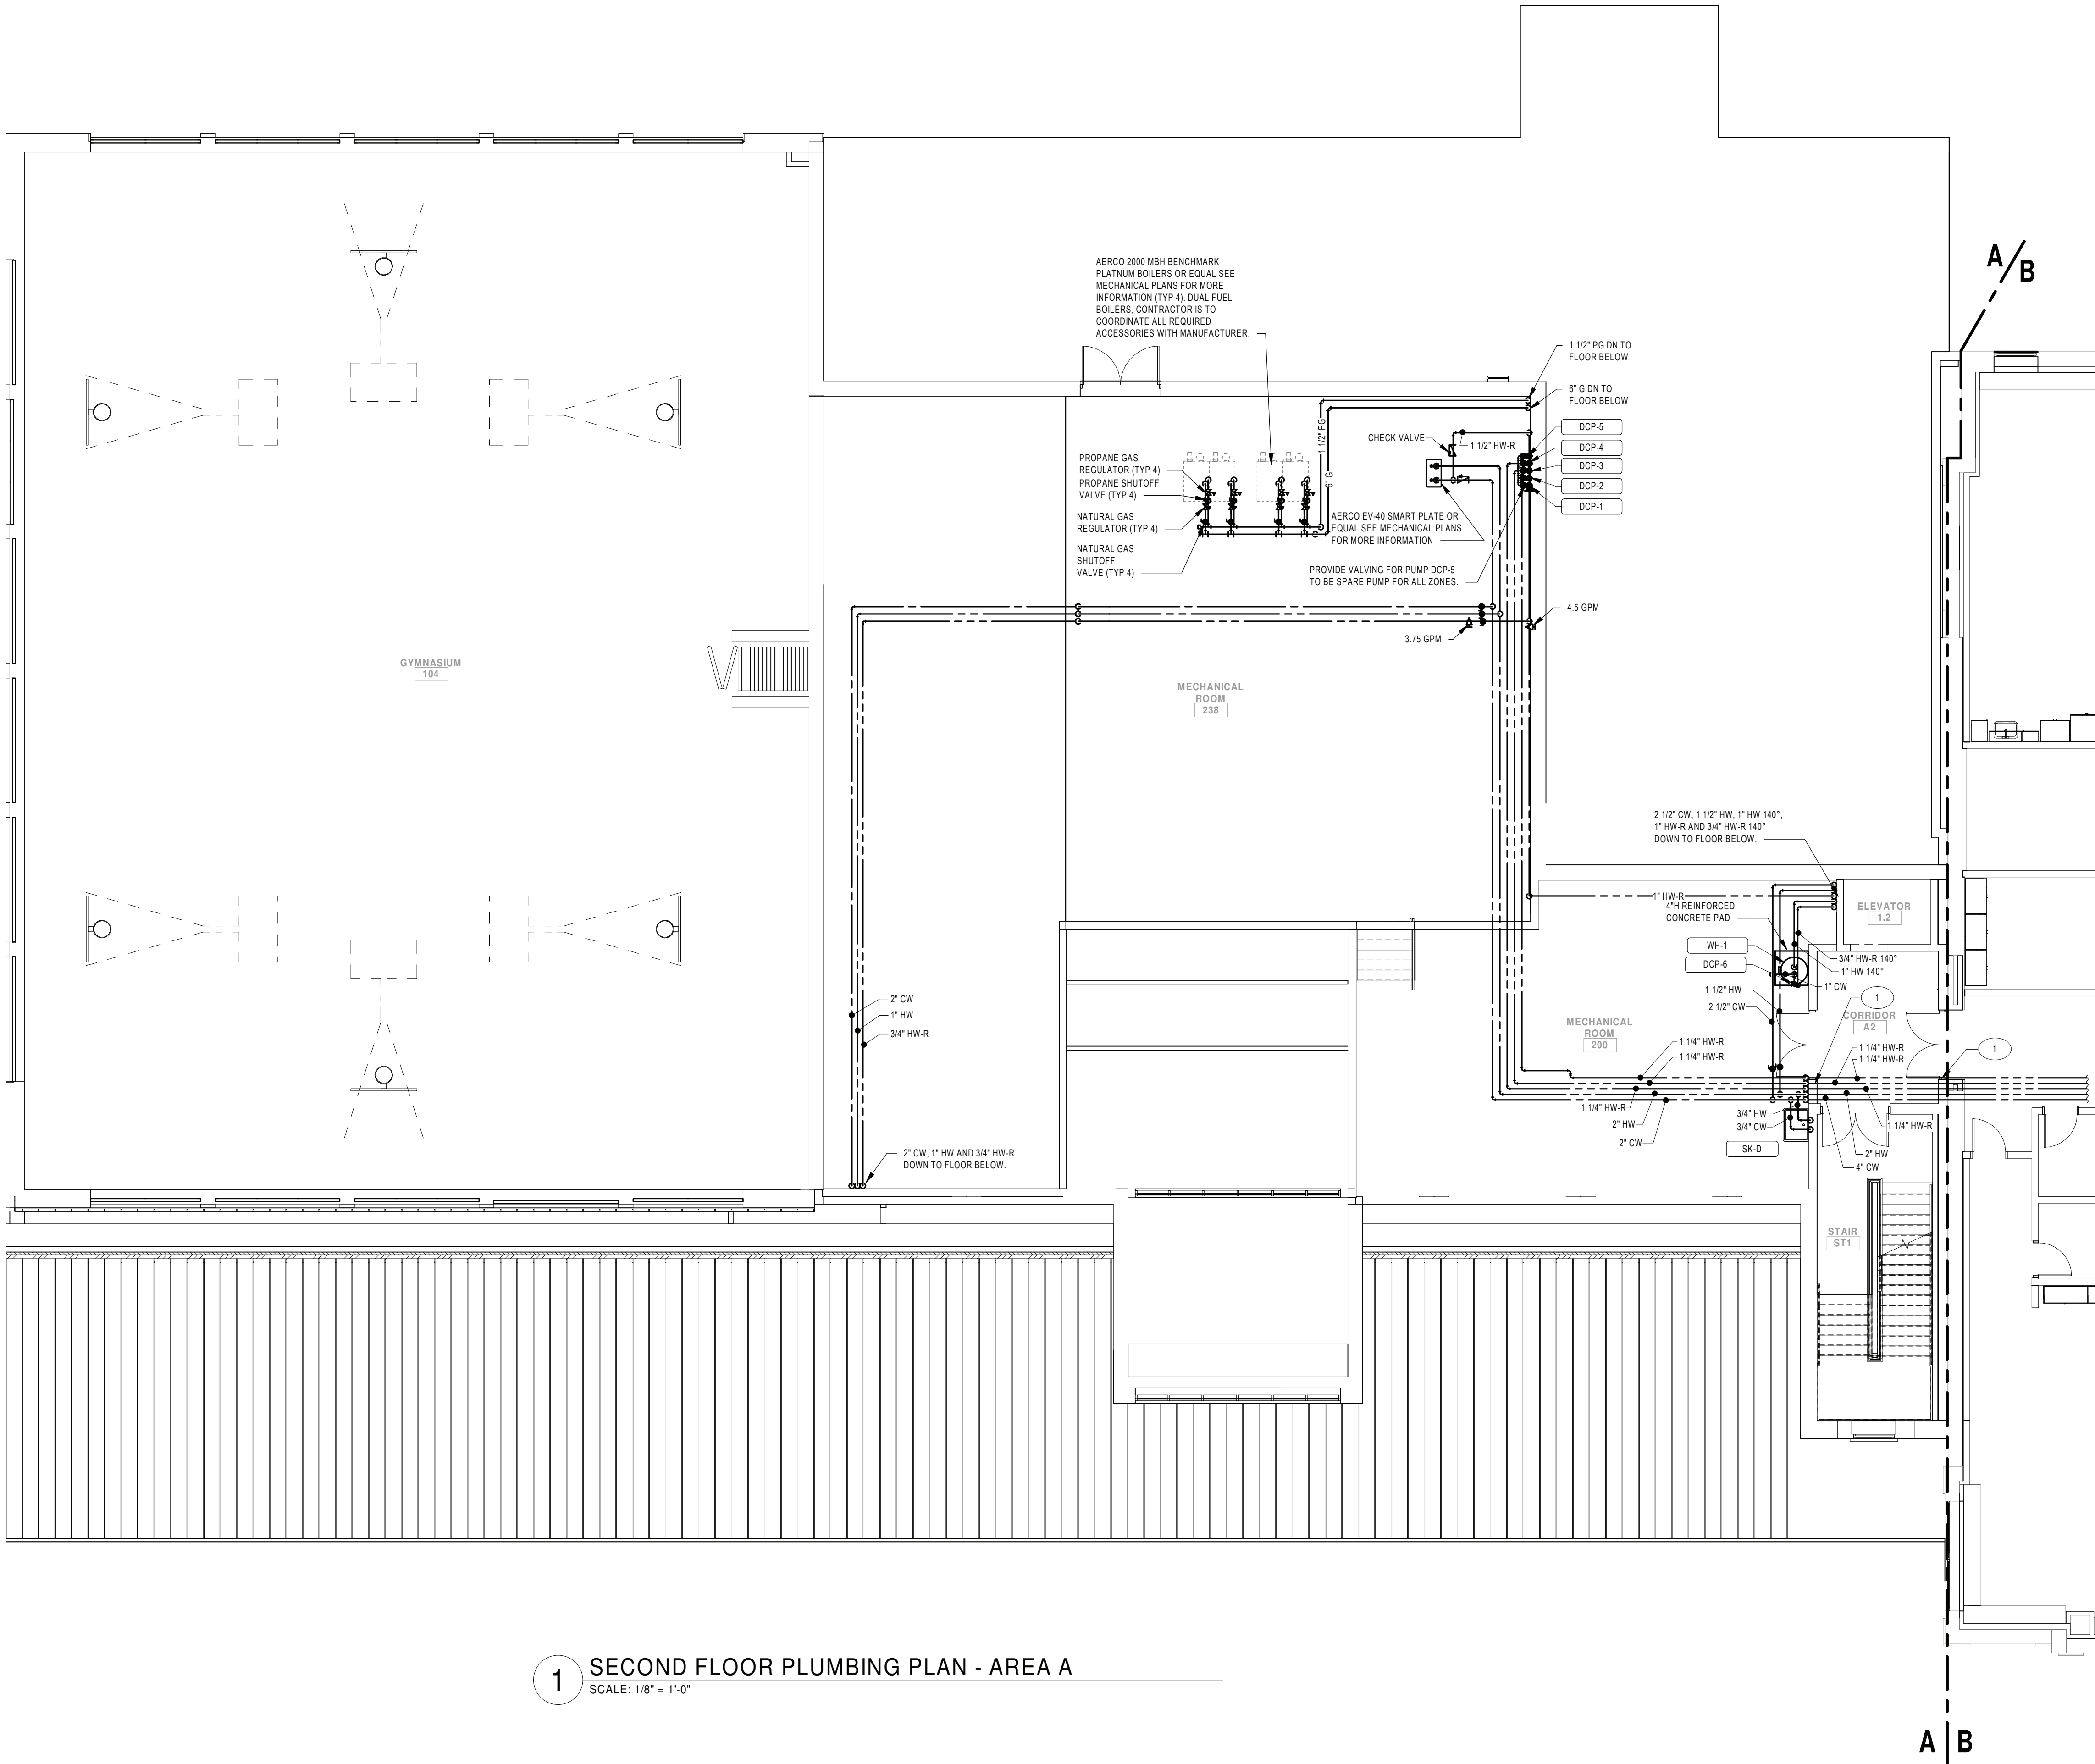 A
B
AERCO 2000 MBH BENCHMARK
PLATNUM BOILERS OR EQUAL SEE
MECHANICAL PLANS FOR MORE
INFORMATION (TYP 4). DUAL FUEL
BOILERS, CONTRACTOR IS TO
COORDINATE ALL REQUIRED
ACCESSORIES WITH MANUFACTURER.
1 1/2" PG DN TO
FLOOR BELOW
6" G DN TO
FLOOR BELOW
DCP-5
DCP-4
DCP-3
DCP-2
DCP-1
CHECK VALVE
1 1/2" HW-R
1 1/2" PG
6" G
PROPANE GAS
REGULATOR (TYP 4)
PROPANE SHUTOFF
VALVE (TYP 4)
NATURAL GAS
REGULATOR (TYP 4)
NATURAL GAS
SHUTOFF
VALVE (TYP 4)
AERCO EV-40 SMART PLATE OR
EQUAL SEE MECHANICAL PLANS
FOR MORE INFORMATION
PROVIDE VALVING FOR PUMP DCP-5
TO BE SPARE PUMP FOR ALL ZONES.
4.5 GPM
3.75 GPM
GYMNASIUM
104
MECHANICAL
ROOM
238
2 1/2" CW, 1 1/2" HW, 1" HW 140°,
1" HW-R AND 3/4" HW-R 140°
DOWN TO FLOOR BELOW.
1" HW-R
4"H REINFORCED
CONCRETE PAD
ELEVATOR
1.2
WH-1
DCP-6
3/4" HW-R 140°
1" HW 140°
1" CW
1 1/2" HW
2 1/2" CW
1
CORRIDOR
A2
2" CW
1" HW
3/4" HW-R
MECHANICAL
ROOM
200
1 1/4" HW-R
1 1/4" HW-R
1 1/4" HW-R
1 1/4" HW-R
1
1 1/4" HW-R
2" HW
2" CW
3/4" HW
3/4" CW
1 1/4" HW-R
2" HW
4" CW
SK-D
2" CW, 1" HW AND 3/4" HW-R
DOWN TO FLOOR BELOW.
STAIR
ST1
1
SECOND FLOOR PLUMBING PLAN - AREA A
SCALE: 1/8" = 1'-0"
A
B